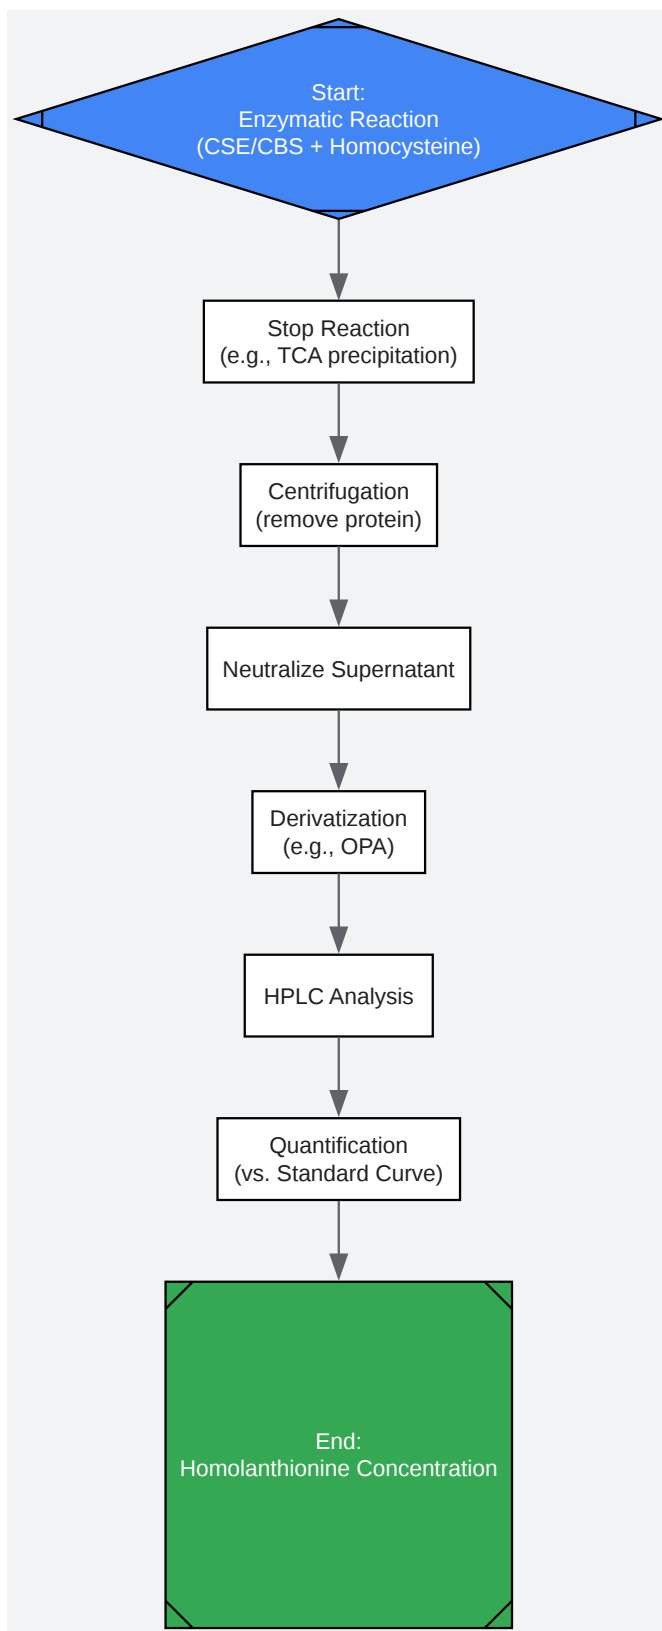 Start:
Enzymatic Reaction
(CSE/CBS + Homocysteine)
Stop Reaction
(e.g., TCA precipitation)
Centrifugation
(remove protein)
Neutralize Supernatant
Derivatization
(e.g., OPA)
HPLC Analysis
Quantification
(vs. Standard Curve)
End:
Homolanthionine Concentration